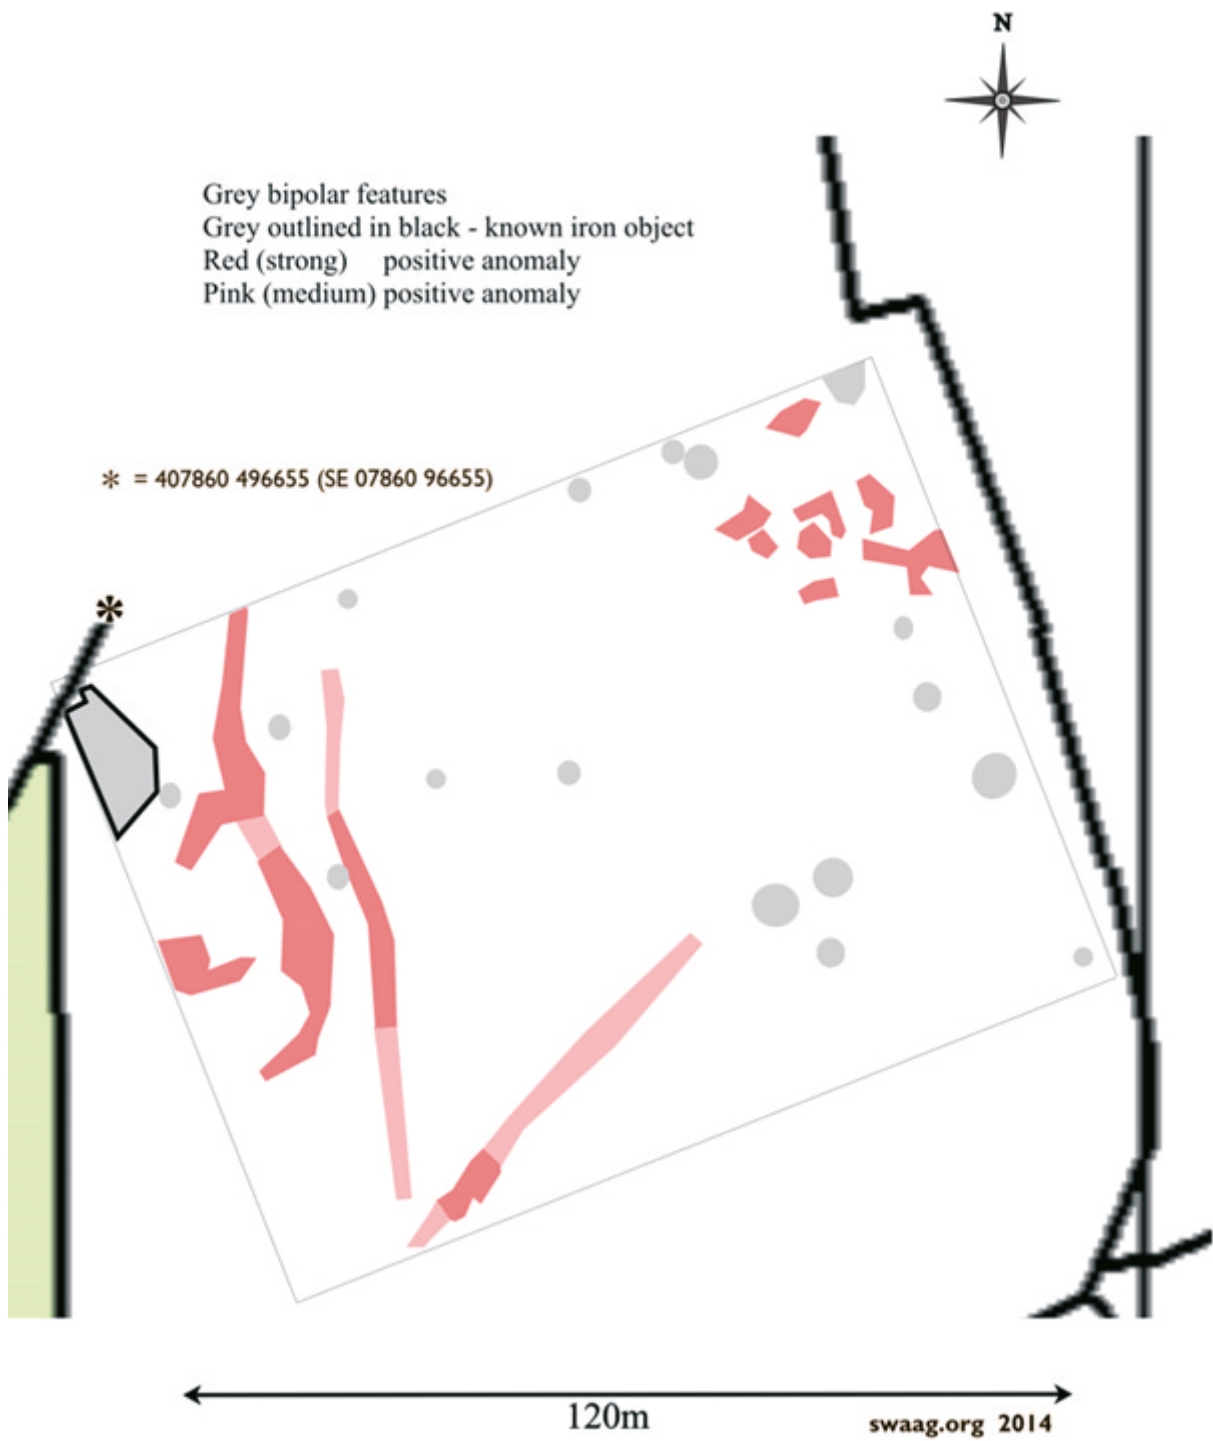 N
Grey bipolar features
Grey outlined in black - known iron object
Red (strong) positive anomaly
Pink (medium) positive anomaly
* = 407860 496655 (SE 07860 96655)
*
120m
swaag.org 2014